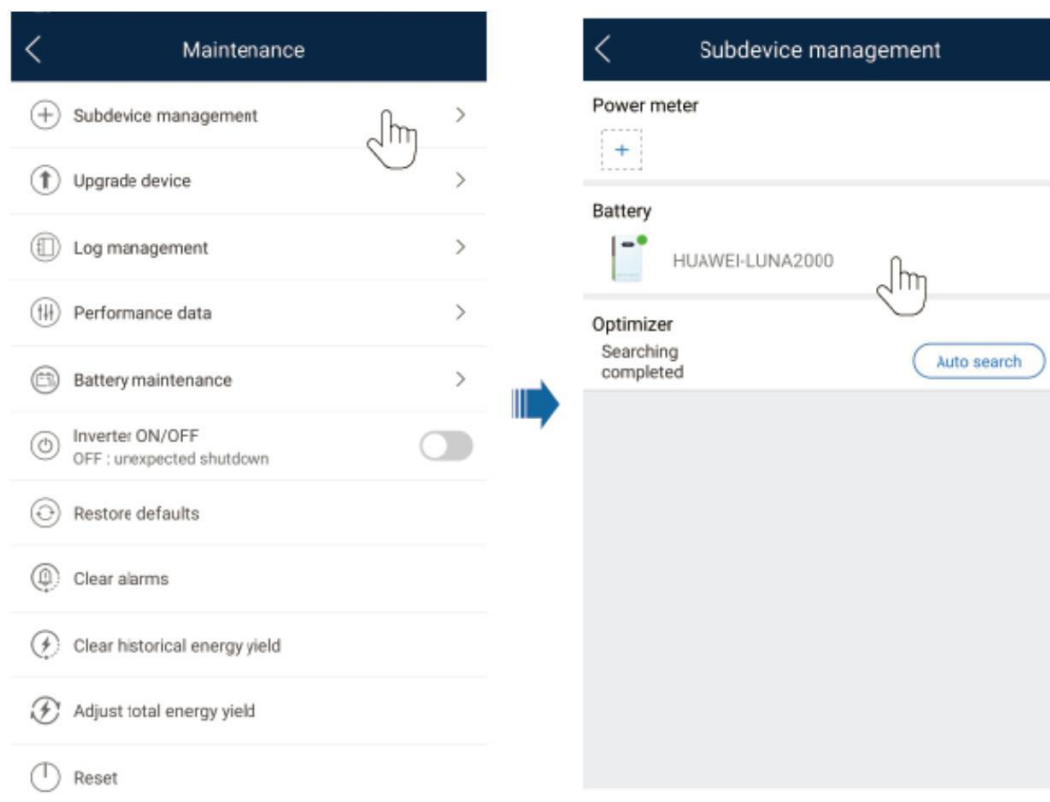 Maintenance
Subdevice management
Upgrade device
Log management
Performance data
Battery maintenance
Inverter ON/OFF
OFF : unexpected shutdown
Restore defaults
Clear alarms
Clear historical energy yield
Adjust total energy yield
Reset
Subdevice management
Power meter
Battery
HUAWEI-LUNA2000
Optimizer
Searching
completed
Auto search